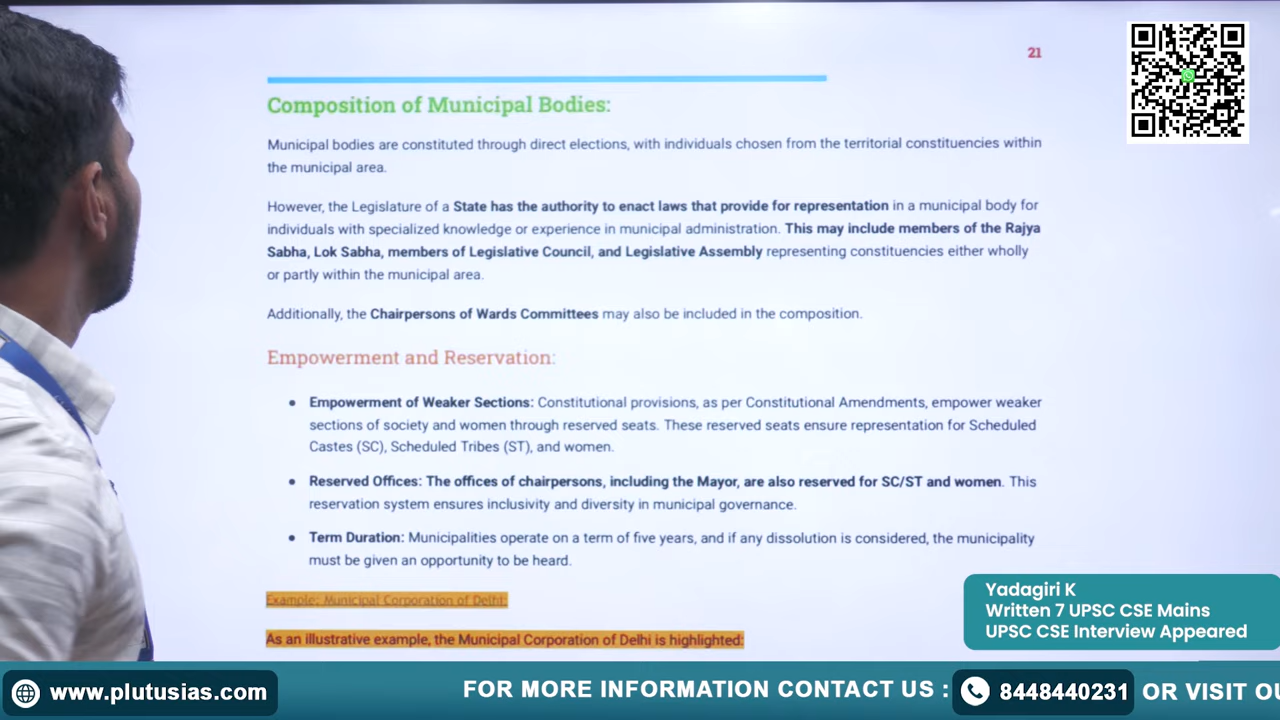 21
Composition of Municipal Bodies:
Municipal bodies are constituted through direct elections, with individuals chosen from the territorial constituencies within
the municipal area.
However, the Legislature of a State has the authority to enact laws that provide for representation in a municipal body for
individuals with specialized knowledge or experience in municipal administration. This may include members of the Rajya
Sabha, Lok Sabha, members of Legislative Council, and Legislative Assembly representing constituencies either wholly
or partly within the municipal area.
Additionally, the Chairpersons of Wards Committees may also be included in the composition.
Empowerment and Reservation:
• Empowerment of Weaker Sections: Constitutional provisions, as per Constitutional Amendments, empower weaker
sections of society and women through reserved seats. These reserved seats ensure representation for Scheduled
Castes (SC), Scheduled Tribes (ST), and women.
• Reserved Offices: The offices of chairpersons, including the Mayor, are also reserved for SC/ST and women. This
reservation system ensures inclusivity and diversity in municipal governance.
• Term Duration: Municipalities operate on a term of five years, and if any dissolution is considered, the municipality
must be given an opportunity to be heard.
Example: Municipal Corporation of Delhi:
As an illustrative example, the Municipal Corporation of Delhi is highlighted:
Yadagiri K
Written 7 UPSC CSE Mains
UPSC CSE Interview Appeared
www.plutusias.com
FOR MORE INFORMATION CONTACT US : 8448440231 OR VISIT OU